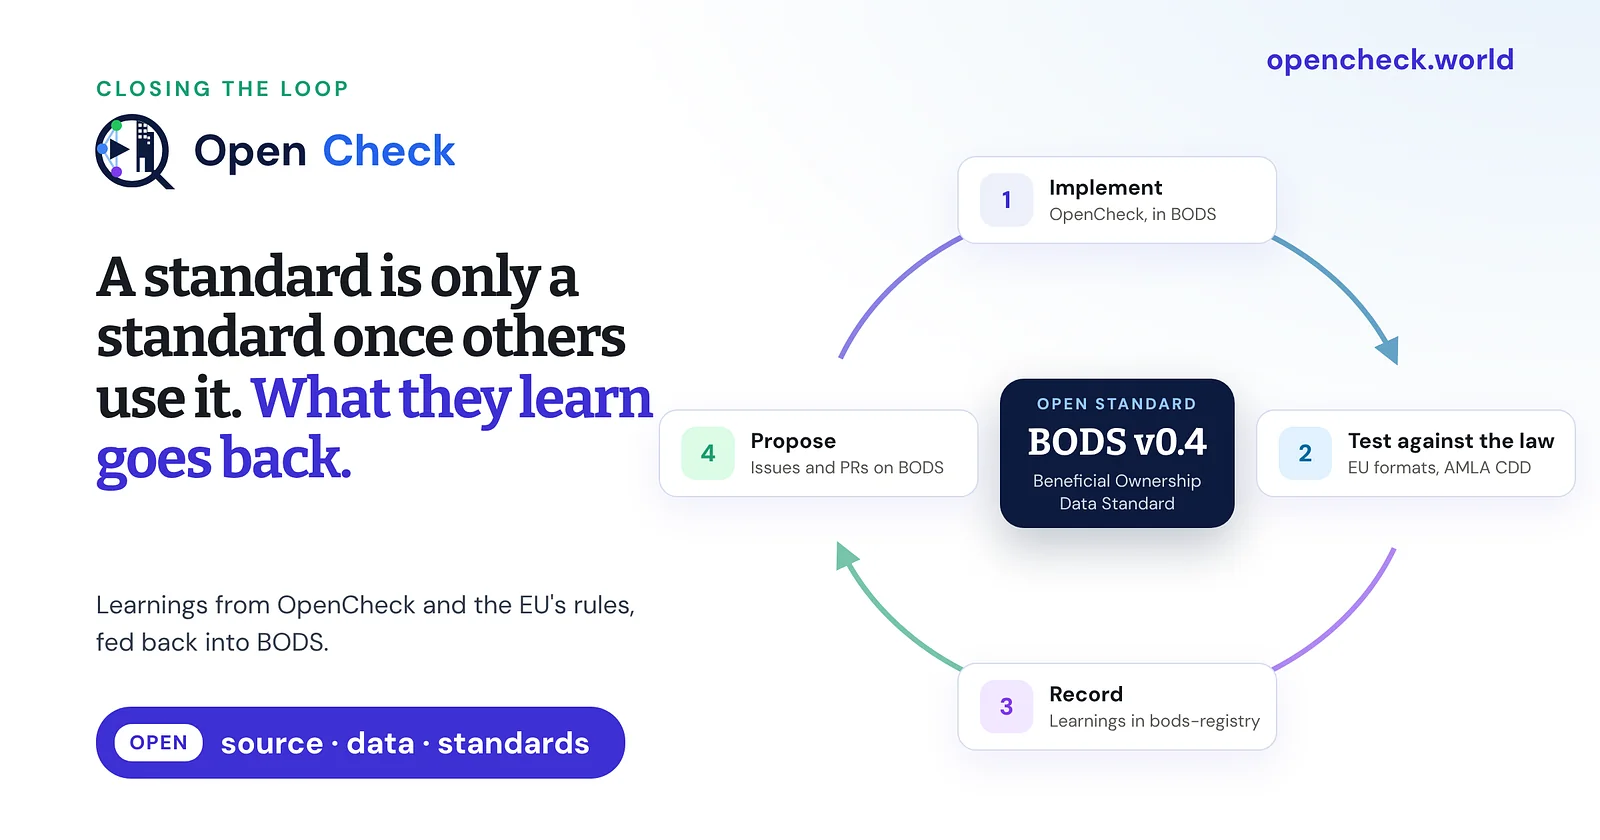 CLOSING THE LOOP
Open Check
A standard is only a
standard once others
use it. What they learn
goes back.
Learnings from OpenCheck and the EU's rules,
fed back into BODS.
OPEN source · data · standards
opencheck.world
1 Implement
OpenCheck, in BODS
2 Test against the law
EU formats, AMLA CDD
3 Record
Learnings in bods-registry
4 Propose
Issues and PRs on BODS
OPEN STANDARD
BODS v0.4
Beneficial Ownership
Data Standard